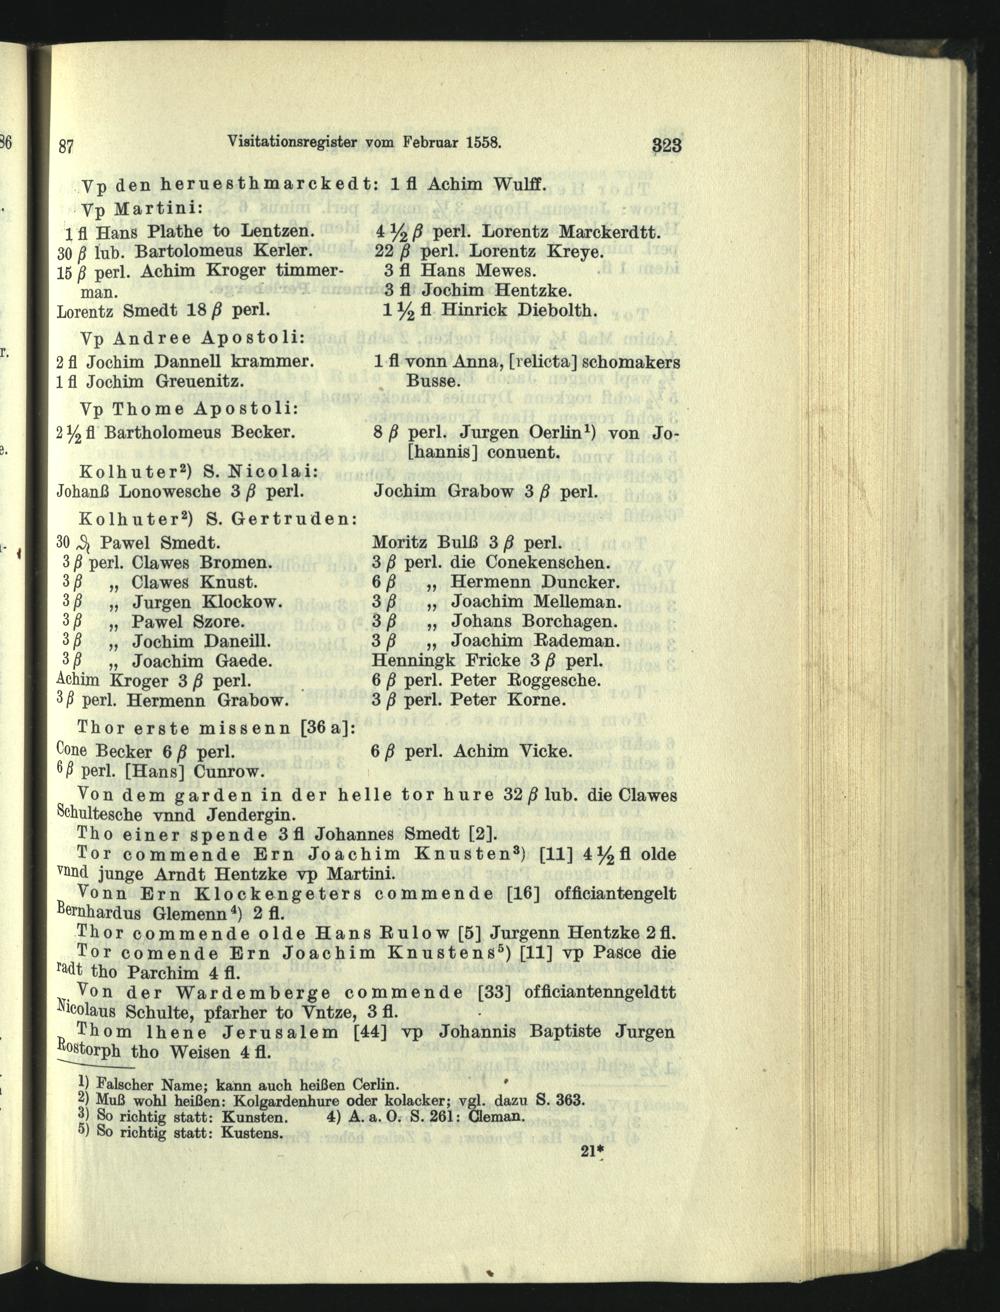 87 Visitationsregister vom Februar 1558. 323
Vp den heruesthmarckedt: 1 fl Achim Wulff.
Vp Martini:
1 fl Hans Plathe to Lentzen.
30 β lub. Bartolomeus Kerler.
15 β perl. Achim Kroger timmer-
man.
Lorentz Smedt 18 β perl.
4 ½ β perl. Lorentz Marckerdtt.
22 β perl. Lorentz Kreye.
3 fl Hans Mewes.
3 fl Jochim Hentzke.
1 ½ fl Hinrick Diebolth.
Vp Andree Apostoli:
2 fl Jochim Dannell krammer.
1 fl Jochim Greuenitz.
1 fl vonn Anna, [relicta] schomakers
Busse.
Vp Thome Apostoli:
2 ½ fl Bartholomeus Becker.
8 β perl. Jurgen Oerlin¹) von Jo-
[hannis] conuent.
Kolhuter²) S. Nicolai:
Johanß Lonowesche 3 β perl.
Jochim Grabow 3 β perl.
Kolhuter²) S. Gertruden:
30 ₰ Pawel Smedt.
3 β perl. Clawes Bromen.
3 β „ Clawes Knust.
3 β „ Jurgen Klockow.
3 β „ Pawel Szore.
3 β „ Jochim Daneill.
3 β „ Joachim Gaede.
Achim Kroger 3 β perl.
3 β perl. Hermenn Grabow.
Moritz Bulß 3 β perl.
3 β perl. die Conekenschen.
6 β „ Hermenn Duncker.
3 β „ Joachim Melleman.
3 β „ Johans Borchagen.
3 β „ Joachim Rademan.
Henningk Fricke 3 β perl.
6 β perl. Peter Roggesche.
3 β perl. Peter Korne.
Thor erste missenn [36 a]:
Cone Becker 6 β perl.
6 β perl. [Hans] Cunrow.
6 β perl. Achim Vicke.
Von dem garden in der helle tor hure 32 β lub. die Clawes
Schultesche vnnd Jendergin.
Tho einer spende 3 fl Johannes Smedt [2].
Tor commende Ern Joachim Knusten³) [11] 4 ½ fl olde
vnnd junge Arndt Hentzke vp Martini.
Vonn Ern Klockengeters commende [16] officiantengelt
Bernhardus Glemenn⁴) 2 fl.
Thor commende olde Hans Rulow [5] Jurgenn Hentzke 2 fl.
Tor comende Ern Joachim Knustens⁵) [11] vp Pasce die
radt tho Parchim 4 fl.
Von der Wardemberge commende [33] officiantenngeldtt
Nicolaus Schulte, pfarher to Vntze, 3 fl.
Thom lhene Jerusalem [44] vp Johannis Baptiste Jurgen
Rostorph tho Weisen 4 fl.
1) Falscher Name; kann auch heißen Cerlin.
2) Muß wohl heißen: Kolgardenhure oder kolacker; vgl. dazu S. 363.
3) So richtig statt: Kunsten. 4) A. a. O. S. 261: Cleman.
5) So richtig statt: Kustens.
21*